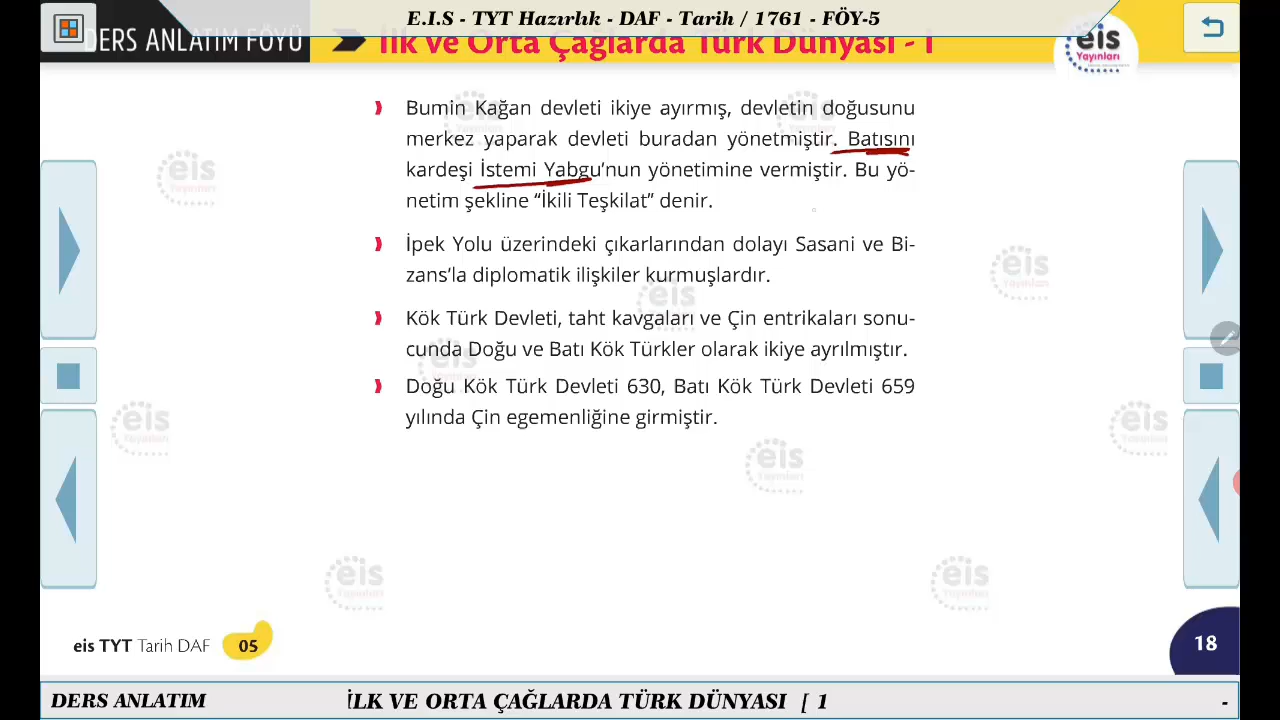 E.I.S - TYT Hazırlık - DAF - Tarih / 1761 - FÖY-5
DERS ANLATIM FÖYÜ
İlk ve Orta Çağlarda Türk Dünyası - I
eis
Yayınları
Bumin Kağan devleti ikiye ayırmış, devletin doğusunu
merkez yaparak devleti buradan yönetmiştir. Batısını
kardeşi İstemi Yabgu’nun yönetimine vermiştir. Bu yö-
netim şekline “İkili Teşkilat” denir.
İpek Yolu üzerindeki çıkarlarından dolayı Sasani ve Bi-
zans’la diplomatik ilişkiler kurmuşlardır.
Kök Türk Devleti, taht kavgaları ve Çin entrikaları sonu-
cunda Doğu ve Batı Kök Türkler olarak ikiye ayrılmıştır.
Doğu Kök Türk Devleti 630, Batı Kök Türk Devleti 659
yılında Çin egemenliğine girmiştir.
eis TYT Tarih DAF 05
18
DERS ANLATIM İLK VE ORTA ÇAĞLARDA TÜRK DÜNYASI [ 1 -